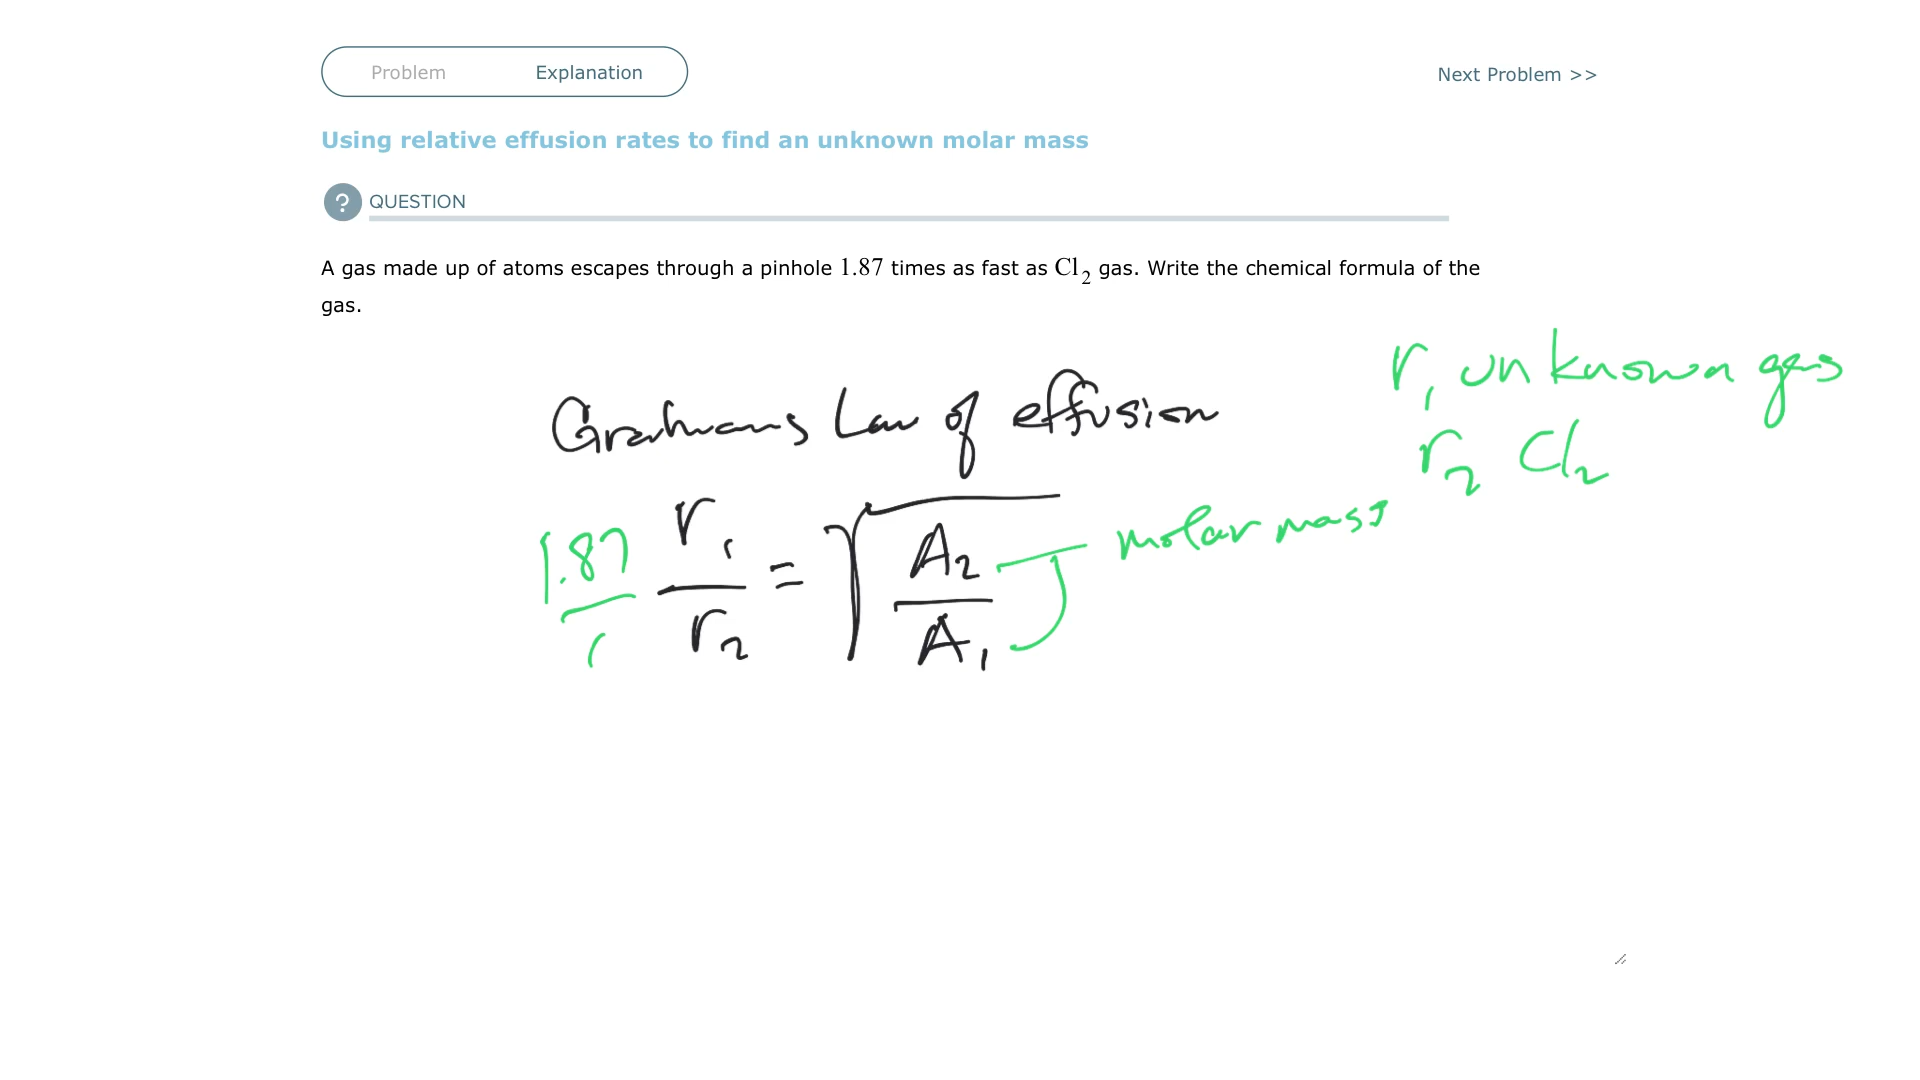 Problem Explanation
Next Problem >>
Using relative effusion rates to find an unknown molar mass
? QUESTION
A gas made up of atoms escapes through a pinhole 1.87 times as fast as Cl₂ gas. Write the chemical formula of the
gas.
r₁ unknown gas
Grahams Law of effusion
r₂ Cl₂
molar mass
1.87/1 r₁/r₂ = √(A₂/A₁)